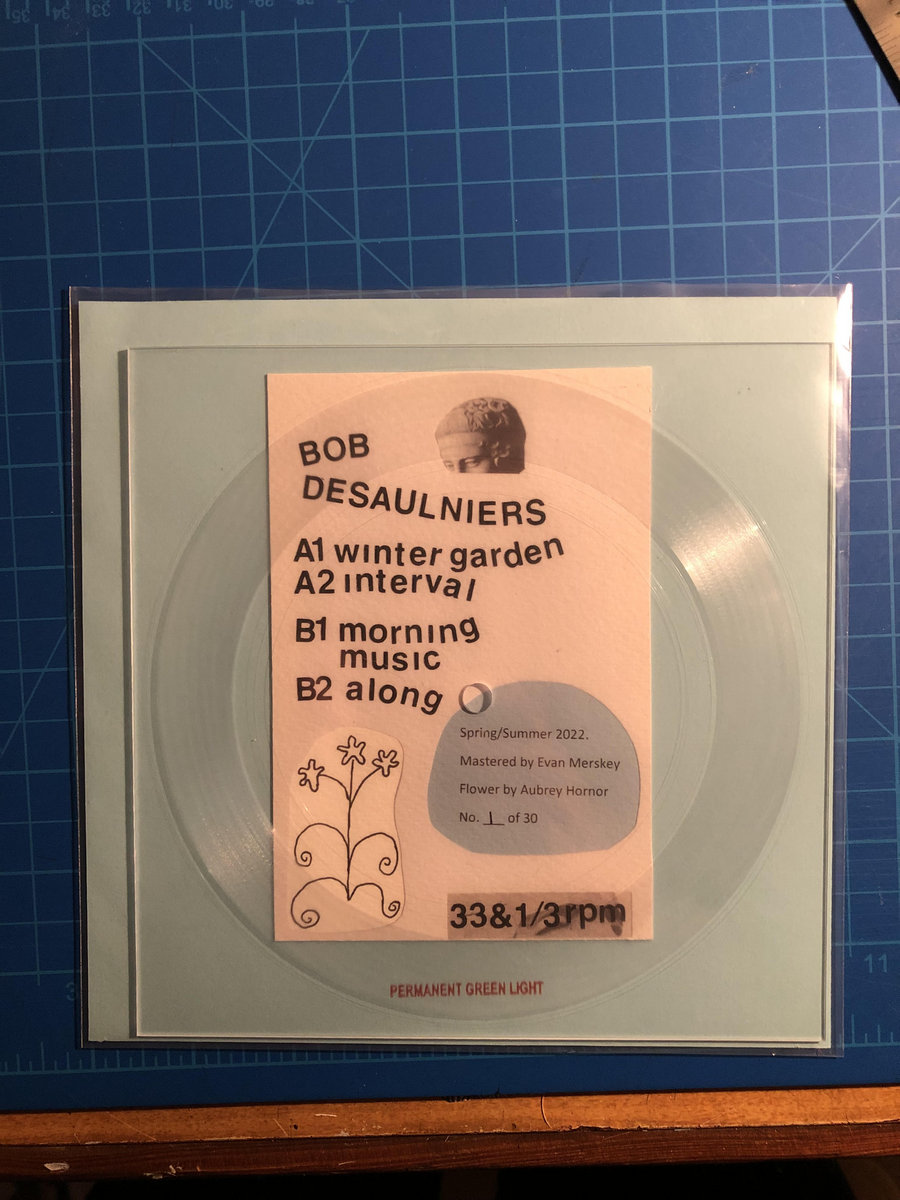 BOB
DESAULNIERS
A1 winter garden
A2 interval
B1 morning
music
B2 along
Spring/Summer 2022.
Mastered by Evan Merskey
Flower by Aubrey Hornor
No. 1 of 30
33&1/3rpm
PERMANENT GREEN LIGHT
11